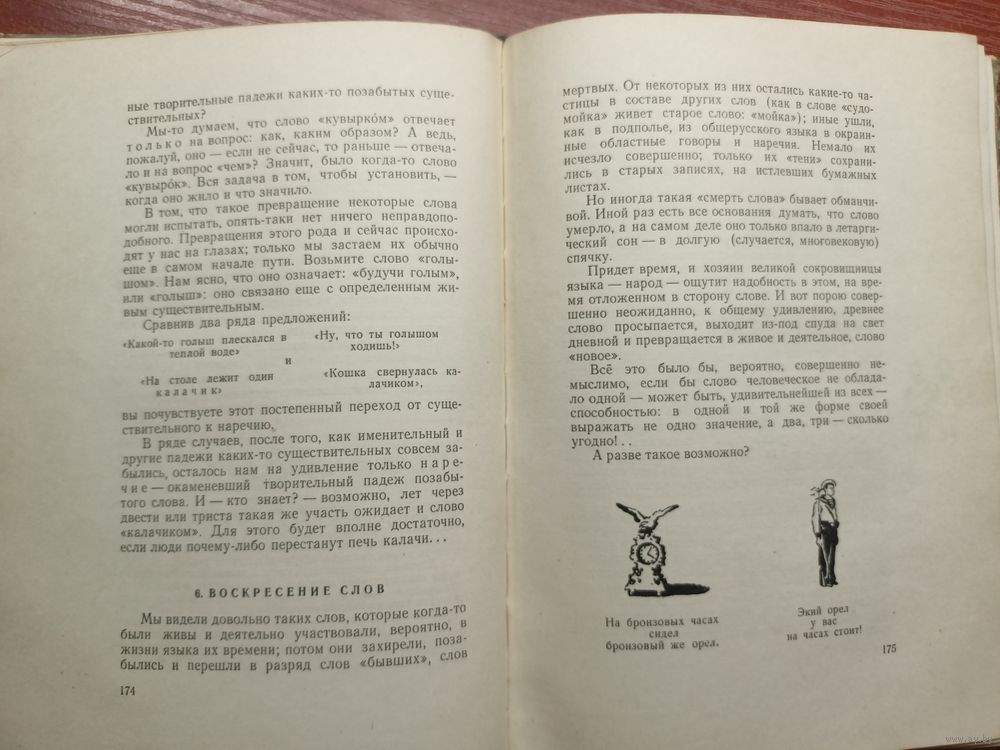 ные творительные падежи каких-то позабытых суще-
ствительных?
Мы-то думаем, что слово «кувырко́м» отвечает
только на вопрос: как, каким образом? А ведь,
пожалуй, оно — если не сейчас, то раньше — отвеча-
ло и на вопрос «чем»? Значит, было когда-то слово
«кувыро́к». Вся задача в том, чтобы установить, —
когда оно жило и что значило.
В том, что такое превращение некоторые слова
могли испытать, опять-таки нет ничего неправдопо-
добного. Превращения этого рода и сейчас происхо-
дят у нас на глазах; только мы застаем их обычно
еще в самом начале пути. Возьмите слово «голы-
шом». Нам ясно, что оно означает: «будучи голым»,
или «голыш»: оно связано еще с определенным жи-
вым существительным.
Сравнив два ряда предложений:
«Какой-то голыш плескался в
теплой воде»
«Ну, что ты голышом
ходишь!»
и
«На столе лежит один
калачик»
«Кошка свернулась ка-
лачиком»,
вы почувствуете этот постепенный переход от суще-
ствительного к наречию.
В ряде случаев, после того, как именительный и
другие падежи каких-то существительных совсем за-
былись, осталось нам на удивление только наре-
чие — окаменевший творительный падеж позабы-
того слова. И — кто знает? — возможно, лет через
двести или триста такая же участь ожидает и слово
«калачиком». Для этого будет вполне достаточно,
если люди почему-либо перестанут печь калачи...
6. ВОСКРЕСЕНИЕ СЛОВ
Мы видели довольно таких слов, которые когда-то
были живы и деятельно участвовали, вероятно, в
жизни языка их времени; потом они захирели, поза-
былись и перешли в разряд слов «бывших», слов
174
мертвых. От некоторых из них остались какие-то ча-
стицы в составе других слов (как в слове «судо-
мойка» живет старое слово: «мойка»); иные ушли,
как в подполье, из общерусского языка в окраин-
ные областные говоры и наречия. Немало их
исчезло совершенно; только их «тени» сохрани-
лись в старых записях, на истлевших бумажных
листах.
Но иногда такая «смерть слова» бывает обманчи-
вой. Иной раз есть все основания думать, что слово
умерло, а на самом деле оно только впало в летарги-
ческий сон — в долгую (случается, многовековую)
спячку.
Придет время, и хозяин великой сокровищницы
языка — народ — ощутит надобность в этом, на вре-
мя отложенном в сторону слове. И вот порою совер-
шенно неожиданно, к общему удивлению, древнее
слово просыпается, выходит из-под спуда на свет
дневной и превращается в живое и деятельное, слово
«новое».
Всё это было бы, вероятно, совершенно не-
мыслимо, если бы слово человеческое не облада-
ло одной — может быть, удивительнейшей из всех —
способностью: в одной и той же форме своей
выражать не одно значение, а два, три — сколько
угодно!..
А разве такое возможно?
На бронзовых часах
сидел
бронзовый же орел.
Экий орел
у вас
на часах стоит!
175
www.ay.by